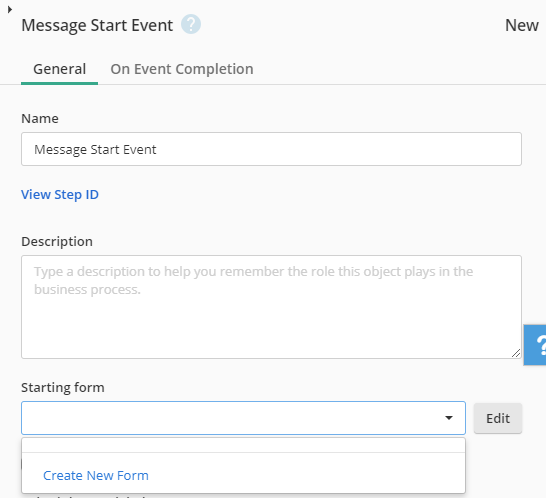 Message Start Event ?
New
General
On Event Completion
Name
Message Start Event
View Step ID
Description
Type a description to help you remember the role this object plays in the
business process.
?
Starting form
Edit
Create New Form